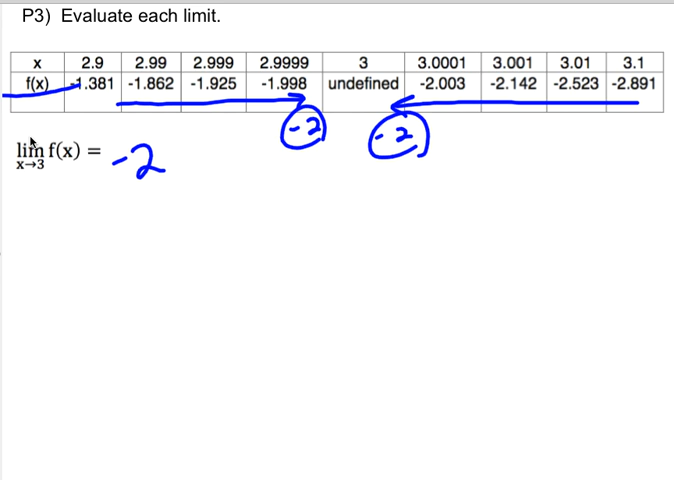 P3) Evaluate each limit.
x 2.9 2.99 2.999 2.9999 3 3.0001 3.001 3.01 3.1
f(x) -1.381 -1.862 -1.925 -1.998 undefined -2.003 -2.142 -2.523 -2.891
-2 -2
lim f(x) = -2
x→3